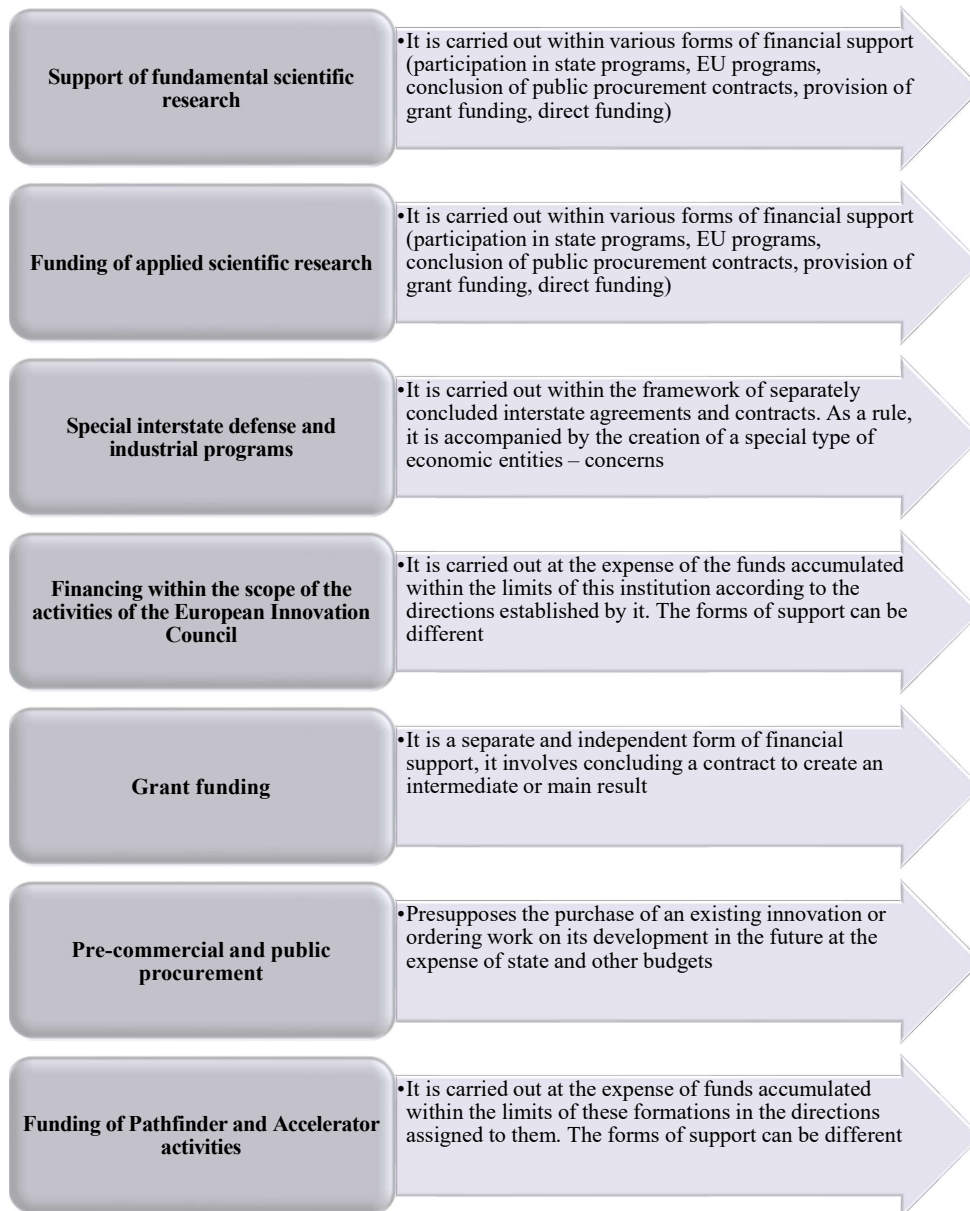 Support of fundamental scientific
research
•It is carried out within various forms of financial support
(participation in state programs, EU programs,
conclusion of public procurement contracts, provision of
grant funding, direct funding)
Funding of applied scientific research
•It is carried out within various forms of financial support
(participation in state programs, EU programs,
conclusion of public procurement contracts, provision of
grant funding, direct funding)
Special interstate defense and
industrial programs
•It is carried out within the framework of separately
concluded interstate agreements and contracts. As a rule,
it is accompanied by the creation of a special type of
economic entities – concerns
Financing within the scope of the
activities of the European Innovation
Council
•It is carried out at the expense of the funds accumulated
within the limits of this institution according to the
directions established by it. The forms of support can be
different
Grant funding
•It is a separate and independent form of financial
support, it involves concluding a contract to create an
intermediate or main result
Pre-commercial and public
procurement
•Presupposes the purchase of an existing innovation or
ordering work on its development in the future at the
expense of state and other budgets
Funding of Pathfinder and Accelerator
activities
•It is carried out at the expense of funds accumulated
within the limits of these formations in the directions
assigned to them. The forms of support can be different